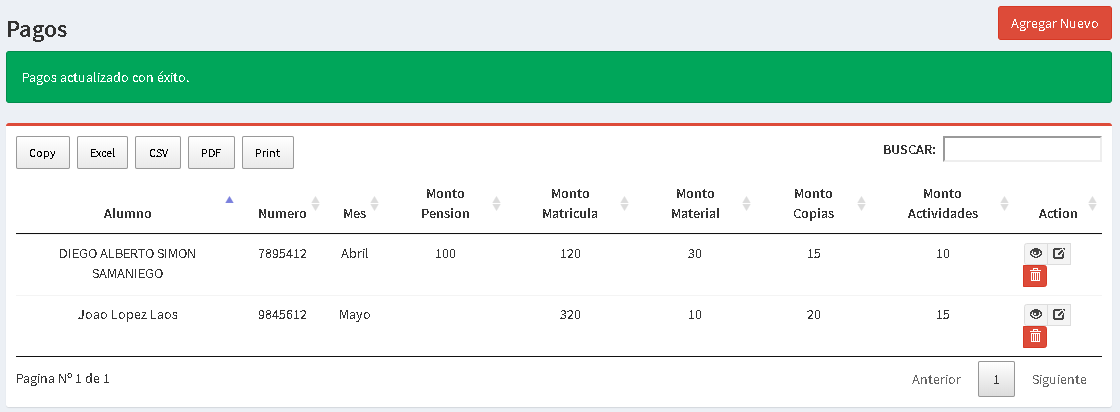 Pagos
Agregar Nuevo
Pagos actualizado con éxito.
Copy Excel CSV PDF Print
BUSCAR:
Alumno Numero Mes Monto Pension Monto Matricula Monto Material Monto Copias Monto Actividades Action
DIEGO ALBERTO SIMON SAMANIEGO 7895412 Abril 100 120 30 15 10
Joao Lopez Laos 9845612 Mayo 320 10 20 15
Pagina Nº 1 de 1
Anterior 1 Siguiente